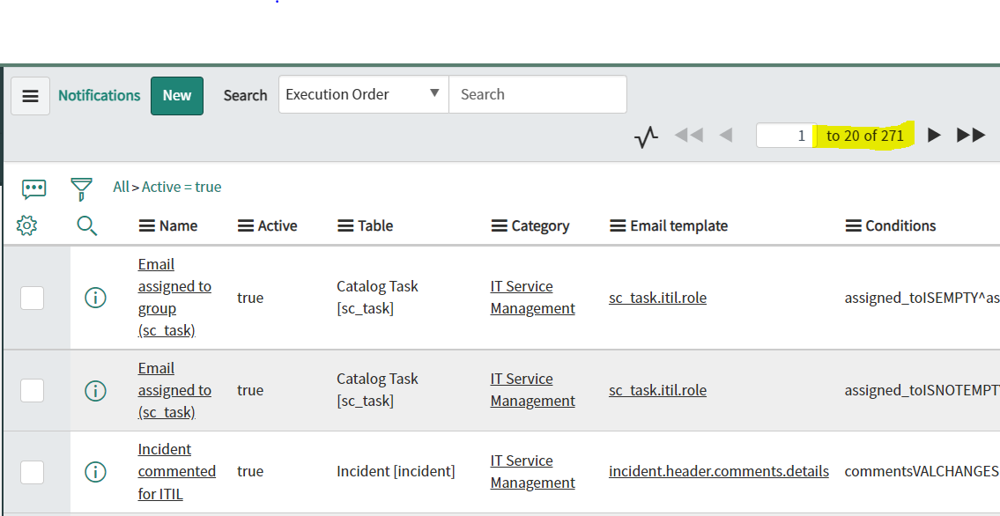 Notifications New Search Execution Order Search
1 to 20 of 271
All > Active = true
Name Active Table Category Email template Conditions
Email assigned to group (sc_task) true Catalog Task [sc_task] IT Service Management sc_task.itil.role assigned_toISEMPTY^as
Email assigned to (sc_task) true Catalog Task [sc_task] IT Service Management sc_task.itil.role assigned_toISNOTEMPTY
Incident commented for ITIL true Incident [incident] IT Service Management incident.header.comments.details commentsVALCHANGES